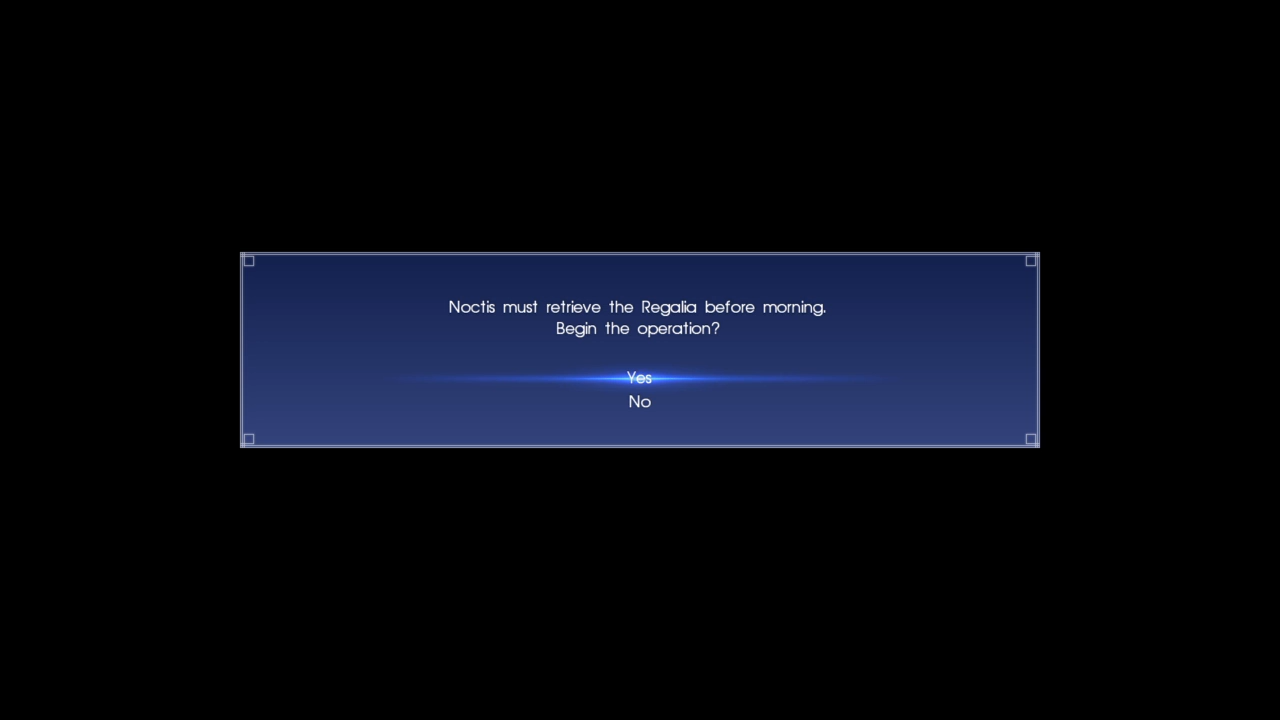 Noctis must retrieve the Regalia before morning.
Begin the operation?
Yes
No